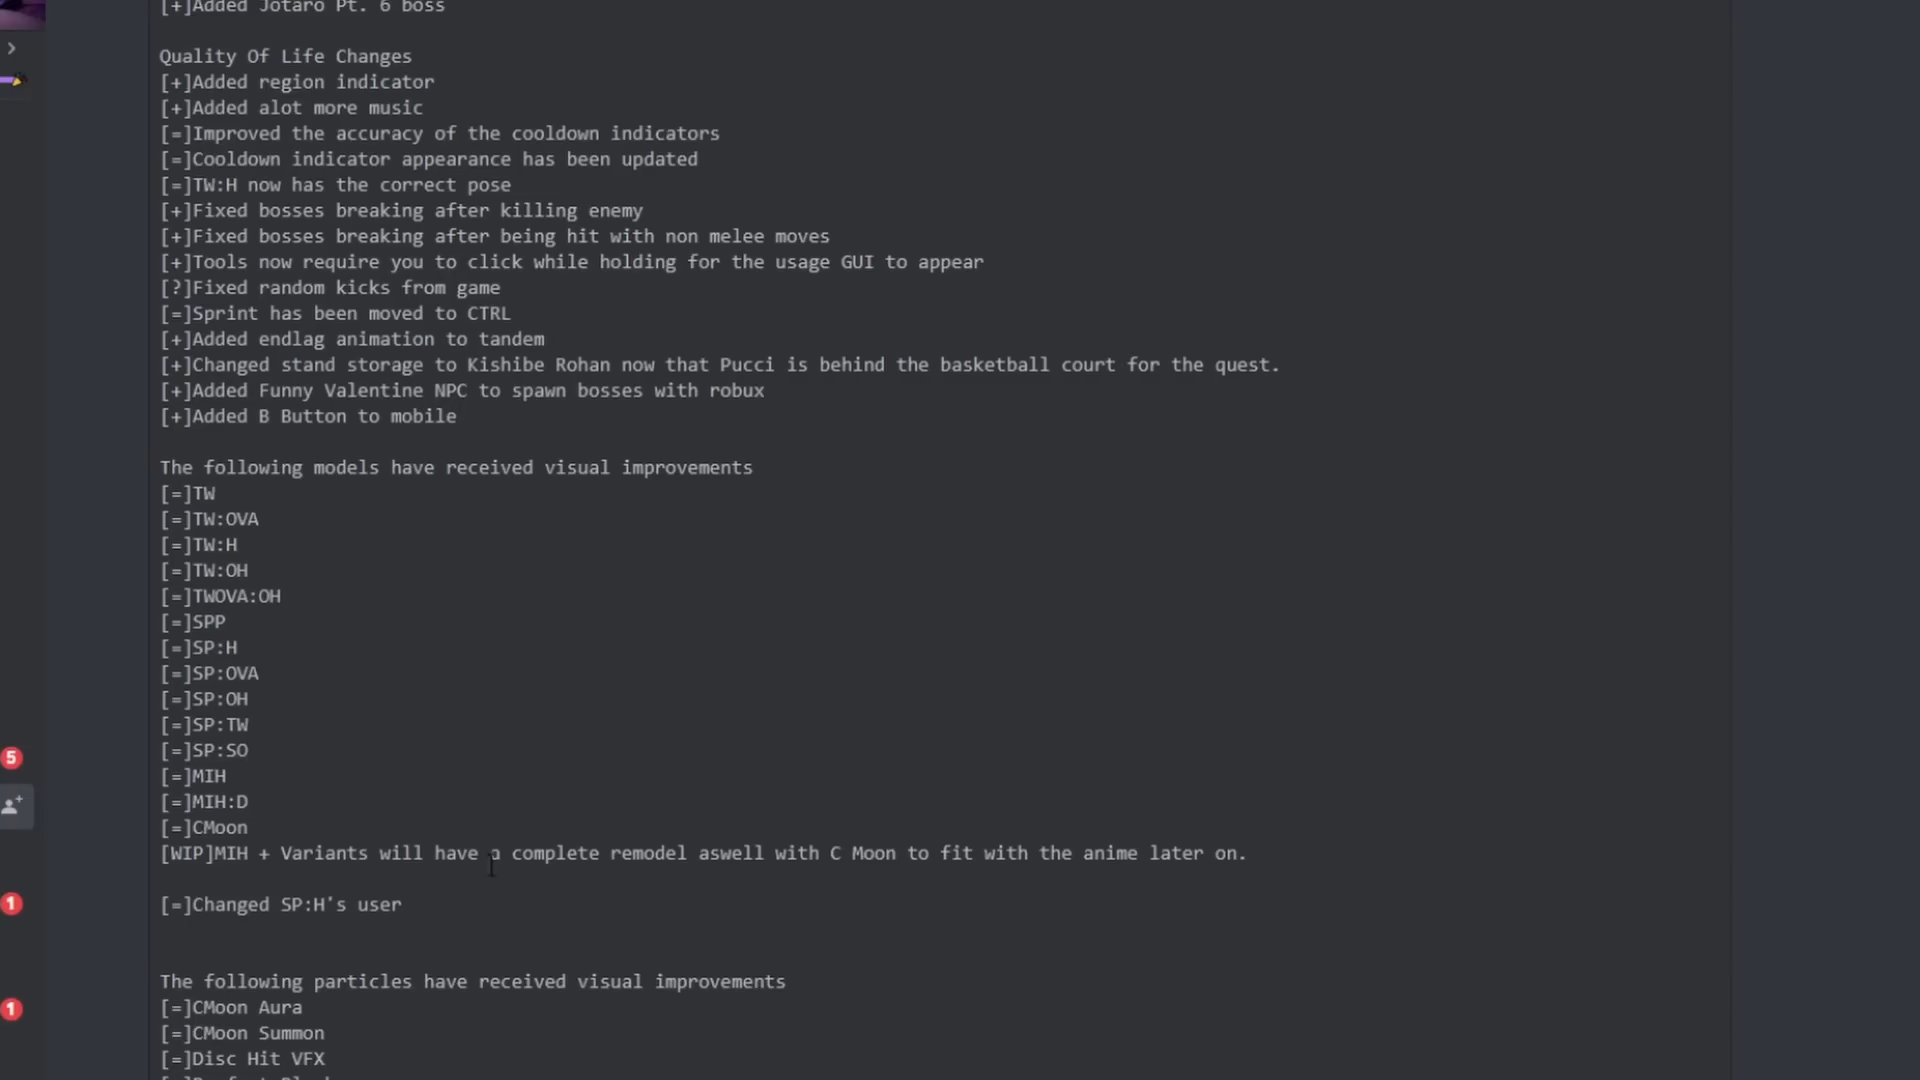 [+]Added Jotaro Pt. 6 boss
Quality Of Life Changes
[+]Added region indicator
[+]Added alot more music
[=]Improved the accuracy of the cooldown indicators
[=]Cooldown indicator appearance has been updated
[=]TW:H now has the correct pose
[+]Fixed bosses breaking after killing enemy
[+]Fixed bosses breaking after being hit with non melee moves
[+]Tools now require you to click while holding for the usage GUI to appear
[?]Fixed random kicks from game
[=]Sprint has been moved to CTRL
[+]Added endlag animation to tandem
[+]Changed stand storage to Kishibe Rohan now that Pucci is behind the basketball court for the quest.
[+]Added Funny Valentine NPC to spawn bosses with robux
[+]Added B Button to mobile
The following models have received visual improvements
[=]TW
[=]TW:OVA
[=]TW:H
[=]TW:OH
[=]TWOVA:OH
[=]SPP
[=]SP:H
[=]SP:OVA
[=]SP:OH
[=]SP:TW
[=]SP:SO
[=]MIH
[=]MIH:D
[=]CMoon
[WIP]MIH + Variants will have a complete remodel aswell with C Moon to fit with the anime later on.
[=]Changed SP:H's user
The following particles have received visual improvements
[=]CMoon Aura
[=]CMoon Summon
[=]Disc Hit VFX
5
1
1